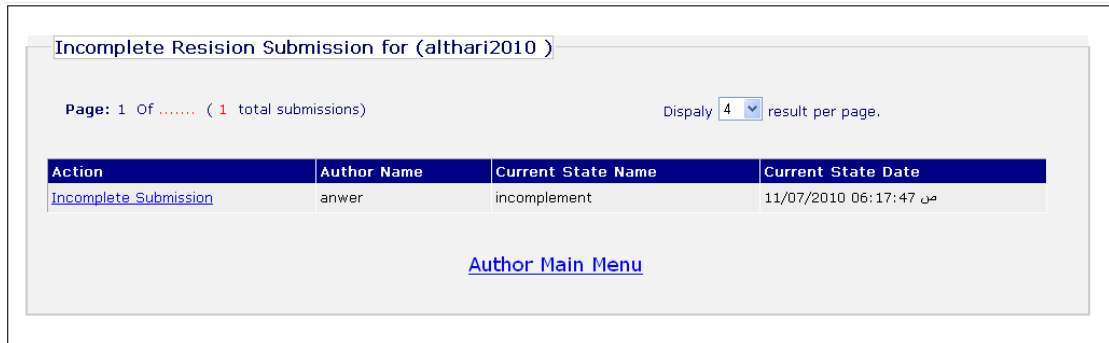 Incomplete Resision Submission for (althari2010 )
Page: 1 Of ....... ( 1 total submissions) Dispaly 4 result per page.
Action Author Name Current State Name Current State Date
Incomplete Submission anwer incomplement 11/07/2010 06:17:47 ص
Author Main Menu